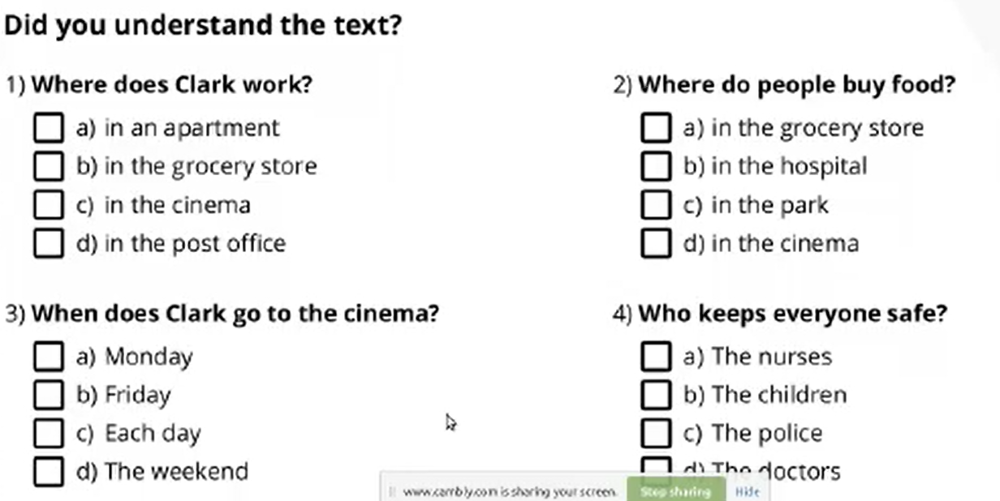 Did you understand the text?
1) Where does Clark work?
a) in an apartment
b) in the grocery store
c) in the cinema
d) in the post office
2) Where do people buy food?
a) in the grocery store
b) in the hospital
c) in the park
d) in the cinema
3) When does Clark go to the cinema?
a) Monday
b) Friday
c) Each day
d) The weekend
4) Who keeps everyone safe?
a) The nurses
b) The children
c) The police
d) The doctors
www.cambly.com is sharing your screen. Stop sharing Hide